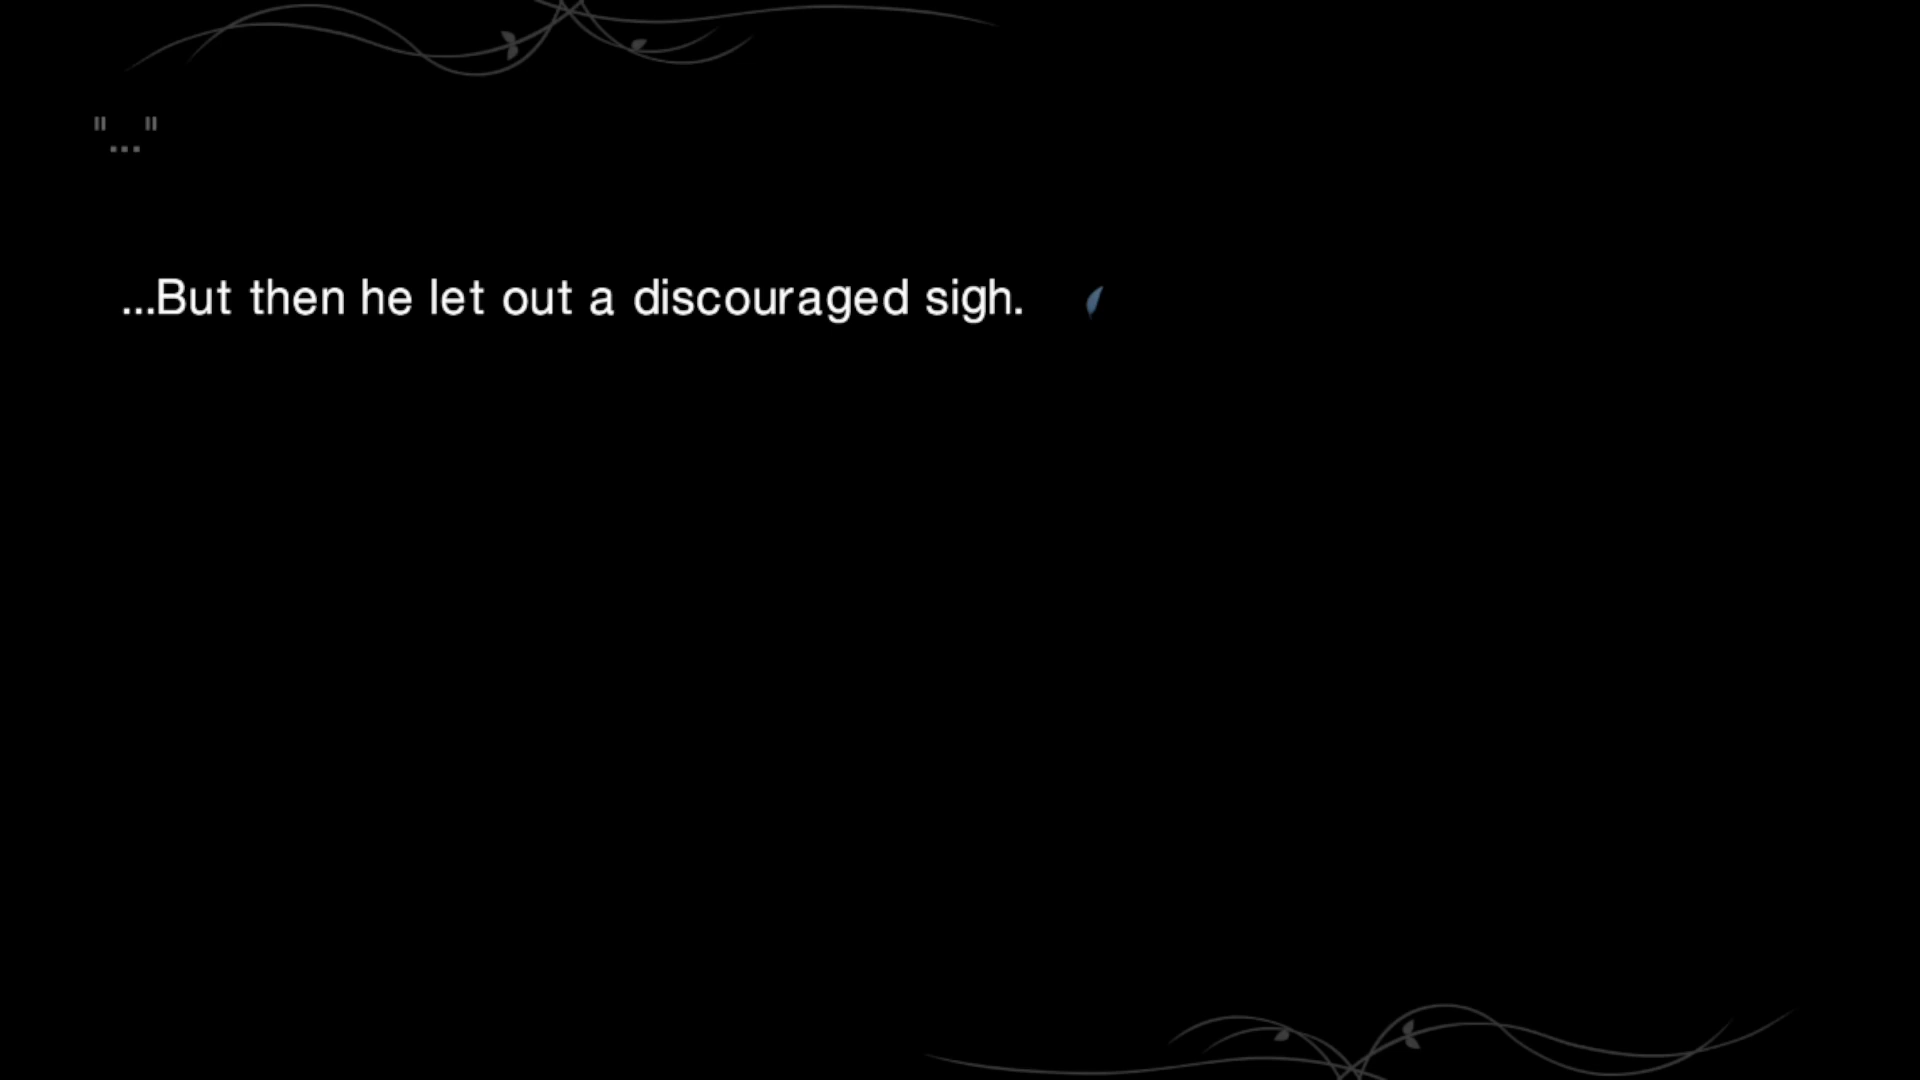 "..."
...But then he let out a discouraged sigh.